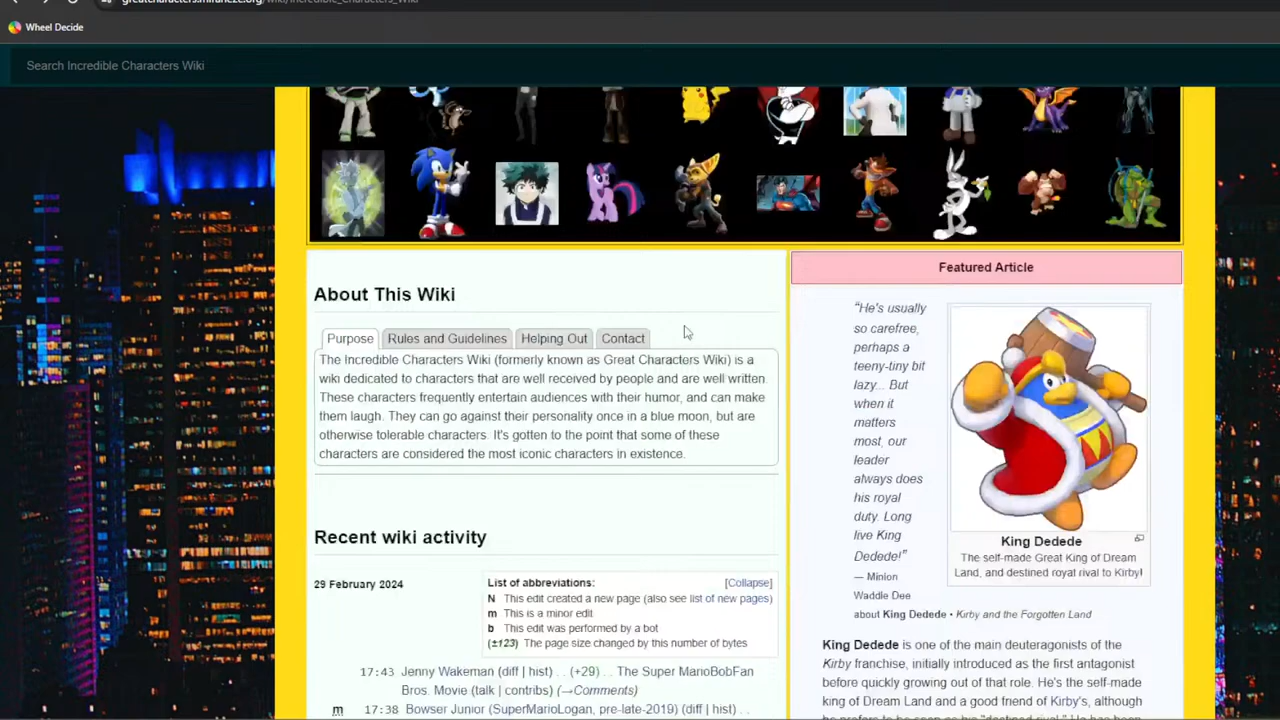 greatcharacters.miraheze.org/wiki/Incredible_Characters_Wiki
Wheel Decide
Search Incredible Characters Wiki
About This Wiki
Purpose
Rules and Guidelines
Helping Out
Contact
The Incredible Characters Wiki (formerly known as Great Characters Wiki) is a
wiki dedicated to characters that are well received by people and are well written.
These characters frequently entertain audiences with their humor, and can make
them laugh. They can go against their personality once in a blue moon, but are
otherwise tolerable characters. It's gotten to the point that some of these
characters are considered the most iconic characters in existence.
Recent wiki activity
29 February 2024
List of abbreviations:
[Collapse]
N This edit created a new page (also see list of new pages)
m This is a minor edit
b This edit was performed by a bot
(±123) The page size changed by this number of bytes
17:43 Jenny Wakeman (diff | hist) . . (+29) . . The Super MarioBobFan
Bros. Movie (talk | contribs) (→Comments)
m 17:38 Bowser Junior (SuperMarioLogan, pre-late-2019) (diff | hist) . .
Featured Article
"He's usually
so carefree,
perhaps a
teeny-tiny bit
lazy... But
when it
matters
most, our
leader
always does
his royal
duty. Long
live King
Dedede!"
— Minion
Waddle Dee
about King Dedede • Kirby and the Forgotten Land
King Dedede
The self-made Great King of Dream
Land, and destined royal rival to Kirby!
King Dedede is one of the main deuteragonists of the
Kirby franchise, initially introduced as the first antagonist
before quickly growing out of that role. He's the self-made
king of Dream Land and a good friend of Kirby's, although
he prefers to be seen as his "destined rival." He has been